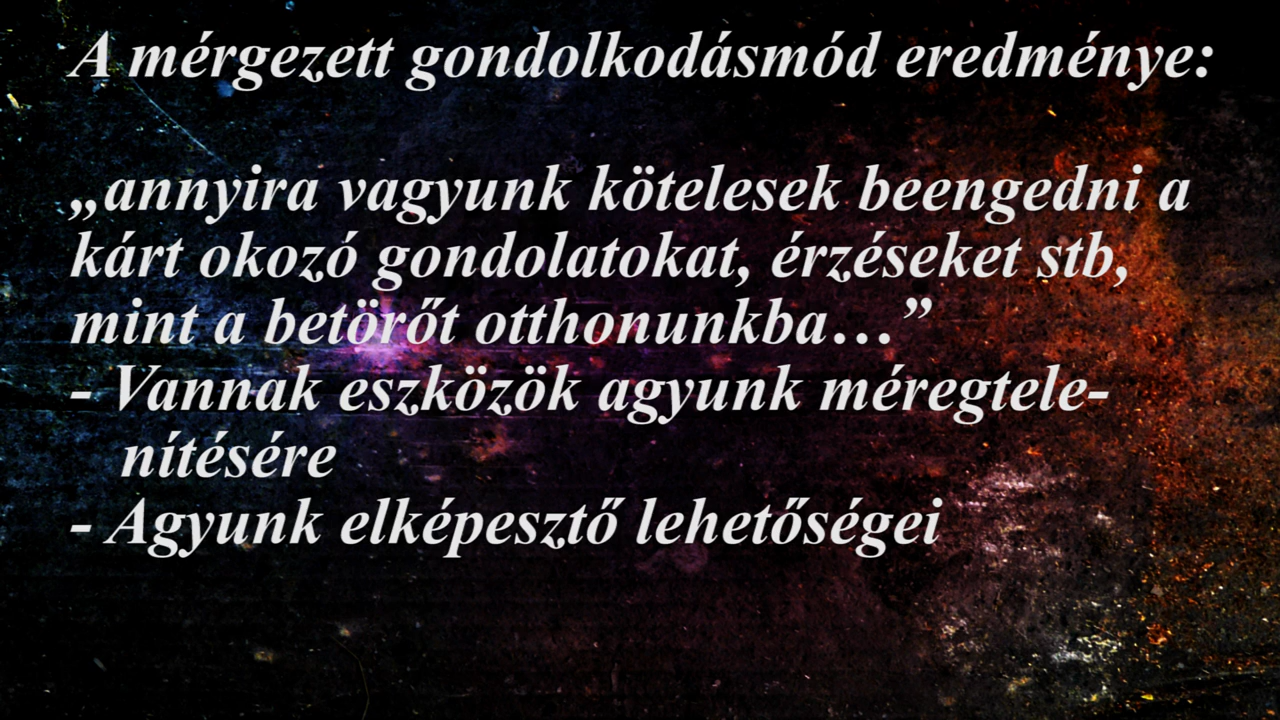 A mérgezett gondolkodásmód eredménye:
„annyira vagyunk kötelesek beengedni a
kárt okozó gondolatokat, érzéseket stb,
mint a betörőt otthonunkba…”
- Vannak eszközök agyunk méregtele-
nítésére
- Agyunk elképesztő lehetőségei